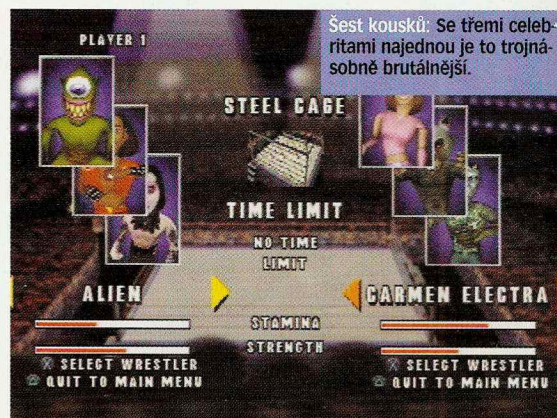 Šest kousků: Se třemi celeb-
ritami najednou je to trojná-
sobně brutálnější.
PLAYER 1
STEEL CAGE
TIME LIMIT
NO TIME
LIMIT
ALIEN
CARMEN ELECTRA
STAMINA
STRENGTH
Ⓧ SELECT WRESTLER
QUIT TO MAIN MENU
Ⓧ SELECT WRESTLER
QUIT TO MAIN MENU